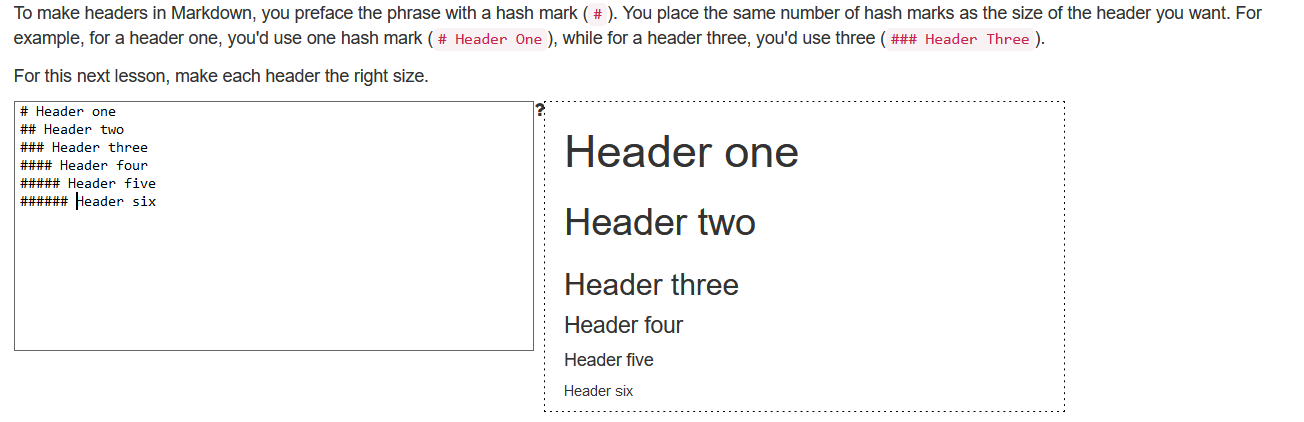 To make headers in Markdown, you preface the phrase with a hash mark ( # ). You place the same number of hash marks as the size of the header you want. For
example, for a header one, you'd use one hash mark ( # Header One ), while for a header three, you'd use three ( ### Header Three ).
For this next lesson, make each header the right size.
# Header one
## Header two
### Header three
#### Header four
##### Header five
###### Header six
?
Header one
Header two
Header three
Header four
Header five
Header six